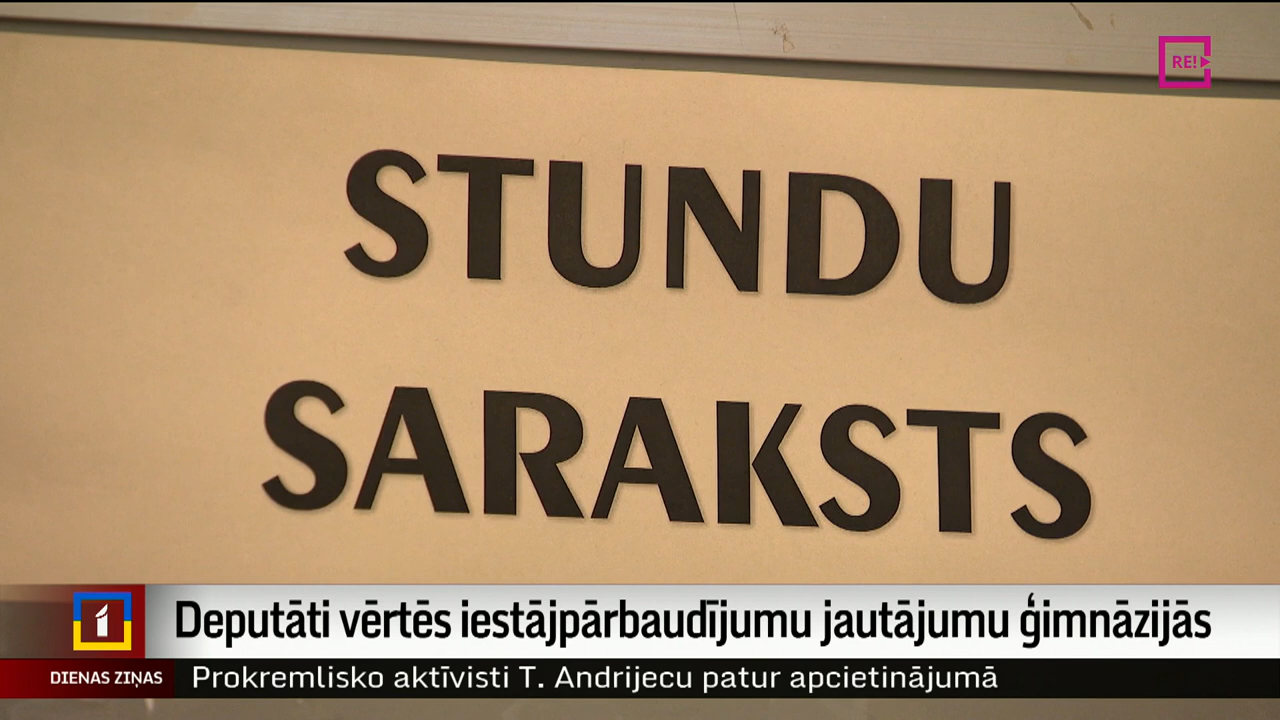 RE!
STUNDU
SARAKSTS
1
Deputāti vērtēs iestājpārbaudījumu jautājumu ģimnāzijās
DIENAS ZIŅAS
Prokremlisko aktīvisti T. Andrijecu patur apcietinājumā